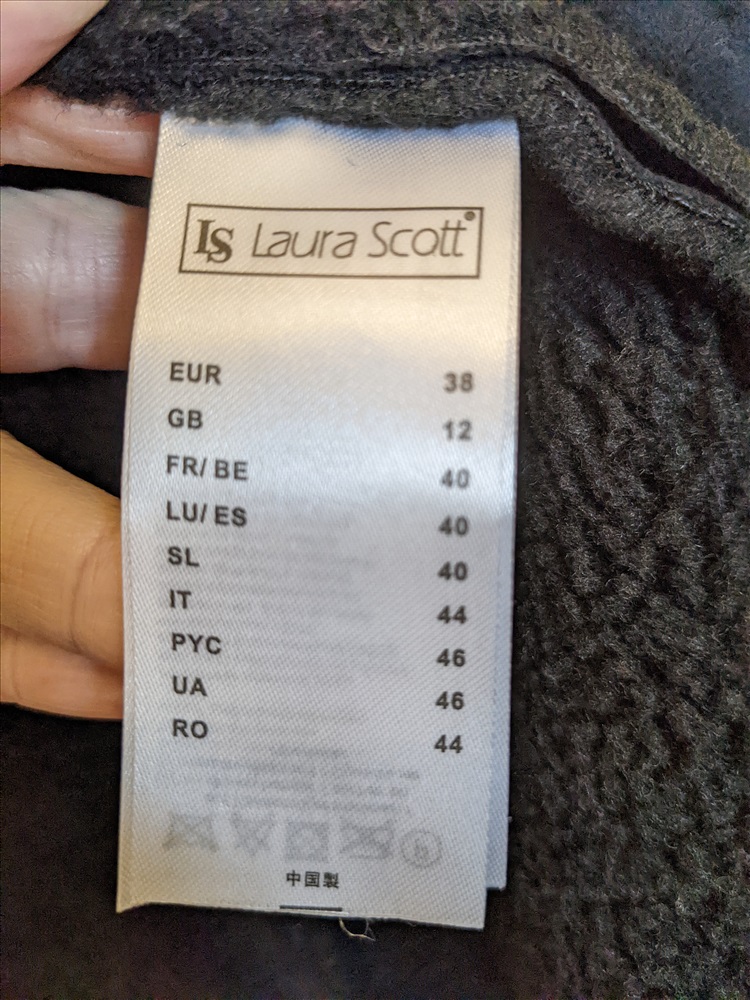 LS Laura Scott®
EUR 38
GB 12
FR/BE 40
LU/ES 40
SL 40
IT 44
PYC 46
UA 46
RO 44
中国製